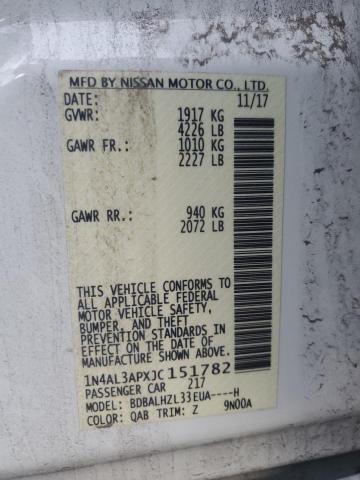 MFD BY NISSAN MOTOR CO., LTD.
DATE: 11/17
GVWR: 1917 KG
4226 LB
GAWR FR.: 1010 KG
2227 LB
GAWR RR.: 940 KG
2072 LB
THIS VEHICLE CONFORMS TO
ALL APPLICABLE FEDERAL
MOTOR VEHICLE SAFETY,
BUMPER, AND THEFT
PREVENTION STANDARDS
IN EFFECT ON THE DATE OF
MANUFACTURE SHOWN ABOVE.
1N4AL3APXJC151782
PASSENGER CAR 217
MODEL: BDBALHZL33EUA----H
COLOR: QAB TRIM: Z 9N00A